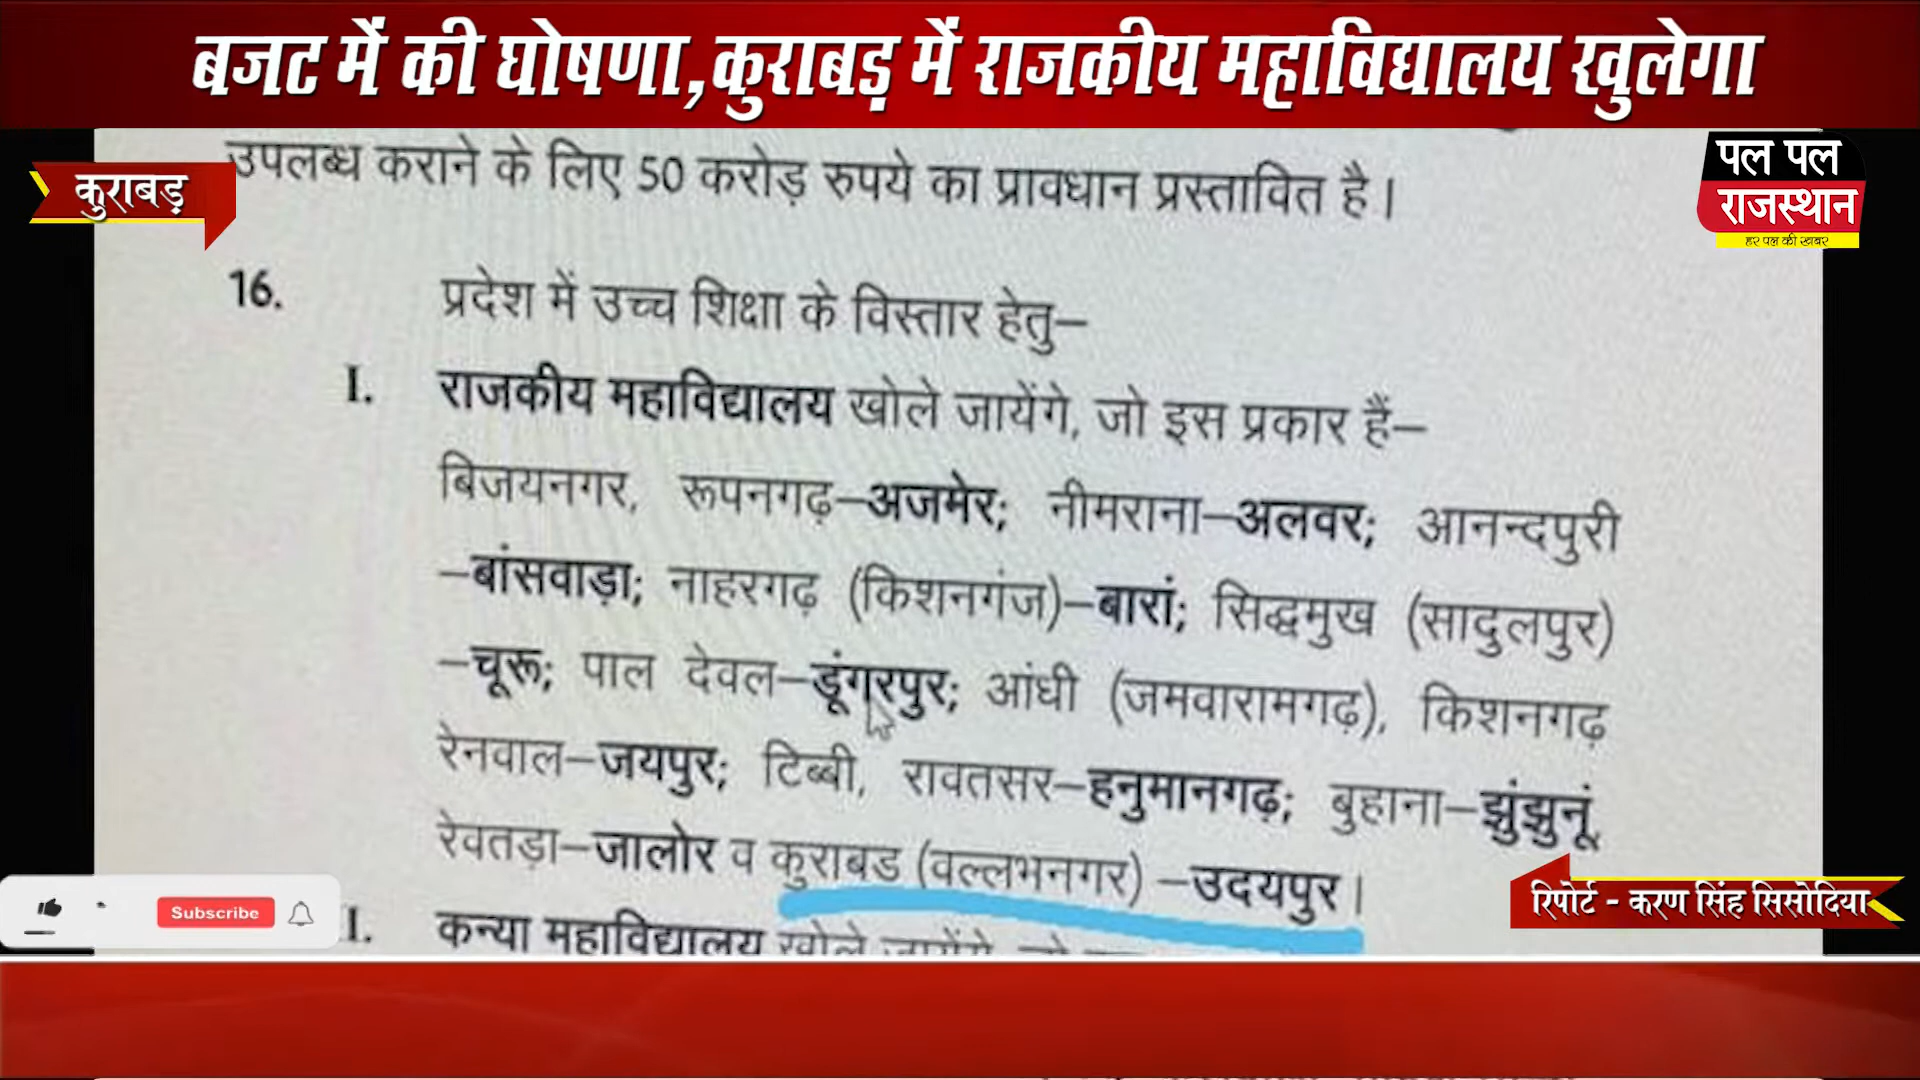 बजट में की घोषणा,कुराबड़ में राजकीय महाविद्यालय खुलेगा
कुराबड़
पल पल
राजस्थान
हर पल की खबर
उपलब्ध कराने के लिए 50 करोड़ रुपये का प्रावधान प्रस्तावित है।
16. प्रदेश में उच्च शिक्षा के विस्तार हेतु–
I. राजकीय महाविद्यालय खोले जायेंगे, जो इस प्रकार हैं–
बिजयनगर, रूपनगढ़–अजमेर; नीमराना–अलवर; आनन्दपुरी
–बांसवाड़ा; नाहरगढ़ (किशनगंज)–बारां; सिद्धमुख (सादुलपुर)
–चूरू; पाल देवल–डूंगरपुर; आंधी (जमवारामगढ़), किशनगढ़
रेनवाल–जयपुर; टिब्बी, रावतसर–हनुमानगढ़; बुहाना–झुंझुनूं,
रेवतड़ा–जालोर व कुराबड (वल्लभनगर) –उदयपुर।
कन्या महाविद्यालय खोले जायेंगे,
Subscribe
रिपोर्ट - करण सिंह सिसोदिया